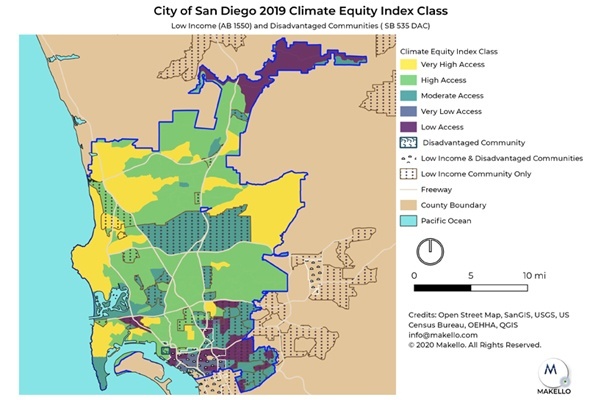 City of San Diego 2019 Climate Equity Index Class
Low Income (AB 1550) and Disadvantaged Communities ( SB 535 DAC)
Climate Equity Index Class
Very High Access
High Access
Moderate Access
Very Low Access
Low Access
Disadvantaged Community
Low Income & Disadvantaged Communities
Low Income Community Only
Freeway
County Boundary
Pacific Ocean
0 5 10 mi
Credits: Open Street Map, SanGIS, USGS, US
Census Bureau, OEHHA, QGIS
info@makello.com
© 2020 Makello. All Rights Reserved.
MAKELLO